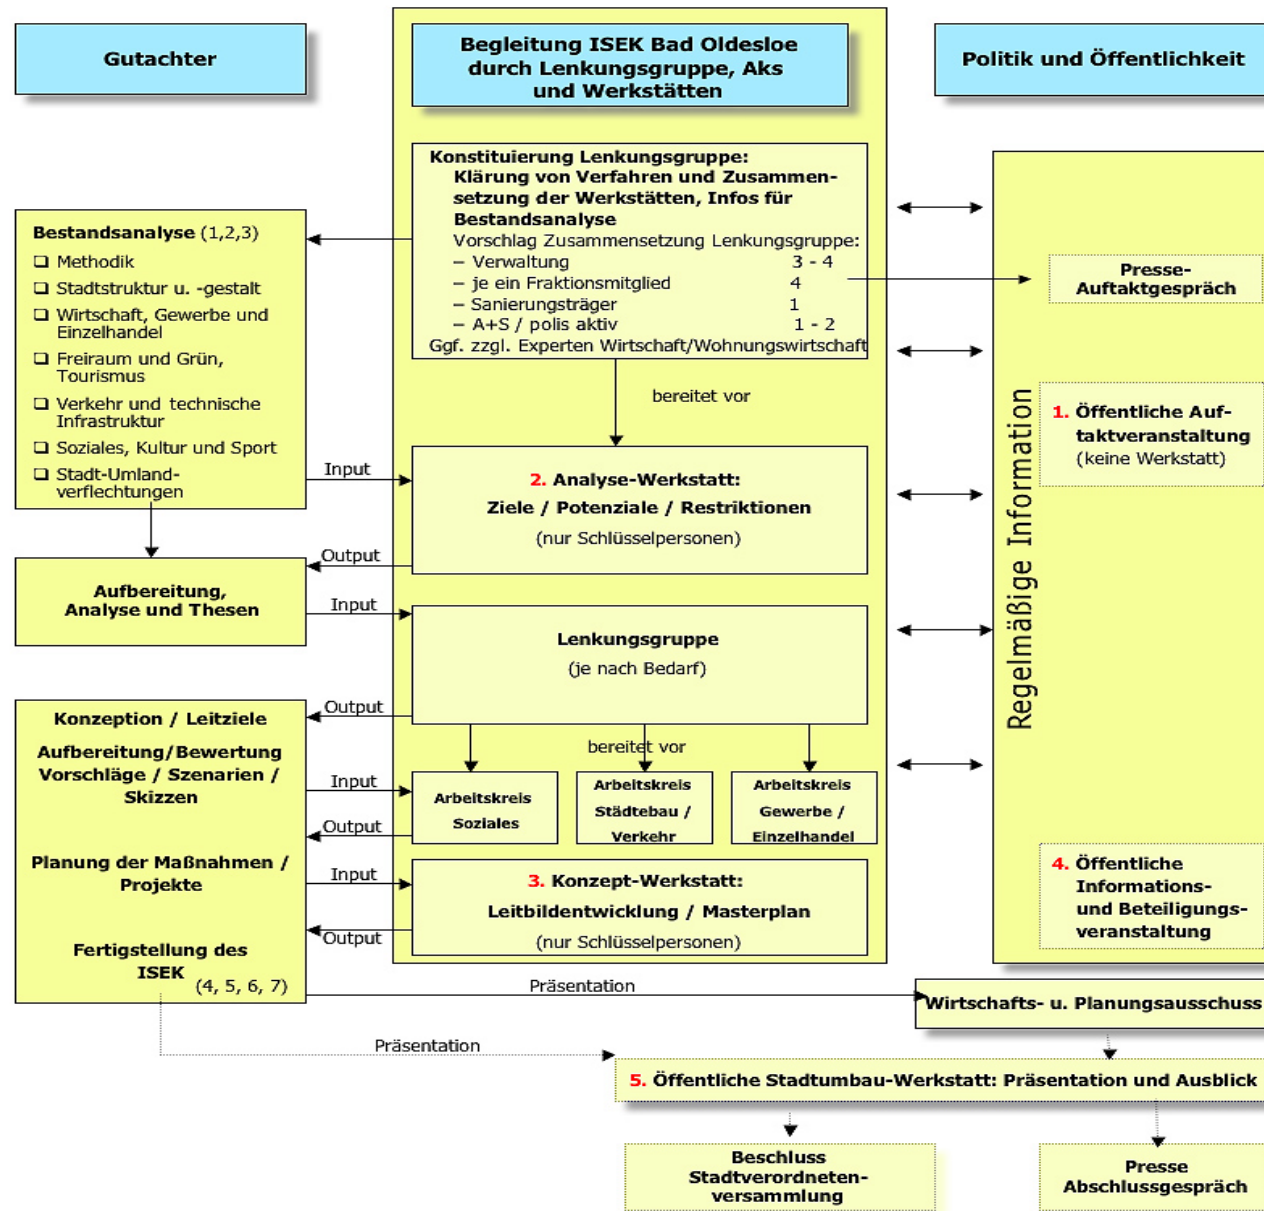 Gutachter
Begleitung ISEK Bad Oldesloe
durch Lenkungsgruppe, Aks
und Werkstätten
Politik und Öffentlichkeit
Konstituierung Lenkungsgruppe:
Klärung von Verfahren und Zusammen-
setzung der Werkstätten, Infos für
Bestandsanalyse
Vorschlag Zusammensetzung Lenkungsgruppe:
– Verwaltung 3 - 4
– je ein Fraktionsmitglied 4
– Sanierungsträger 1
– A+S / polis aktiv 1 - 2
Ggf. zzgl. Experten Wirtschaft/Wohnungswirtschaft
Bestandsanalyse (1,2,3)
❑ Methodik
❑ Stadtstruktur u. -gestalt
❑ Wirtschaft, Gewerbe und
Einzelhandel
❑ Freiraum und Grün,
Tourismus
❑ Verkehr und technische
Infrastruktur
❑ Soziales, Kultur und Sport
❑ Stadt-Umland-
verflechtungen
Presse-
Auftaktgespräch
bereitet vor
Regelmäßige Information
1. Öffentliche Auf-
taktveranstaltung
(keine Werkstatt)
Input
2. Analyse-Werkstatt:
Ziele / Potenziale / Restriktionen
(nur Schlüsselpersonen)
Output
Aufbereitung,
Analyse und Thesen
Input
Lenkungsgruppe
(je nach Bedarf)
Output
bereitet vor
Konzeption / Leitziele
Aufbereitung/Bewertung
Vorschläge / Szenarien /
Skizzen
Planung der Maßnahmen /
Projekte
Fertigstellung des
ISEK
(4, 5, 6, 7)
Input
Output
Arbeitskreis
Soziales
Arbeitskreis
Städtebau /
Verkehr
Arbeitskreis
Gewerbe /
Einzelhandel
Input
3. Konzept-Werkstatt:
Leitbildentwicklung / Masterplan
(nur Schlüsselpersonen)
Output
4. Öffentliche
Informations-
und Beteiligungs-
veranstaltung
Präsentation
Wirtschafts- u. Planungsausschuss
Präsentation
5. Öffentliche Stadtumbau-Werkstatt: Präsentation und Ausblick
Beschluss
Stadtverordneten-
versammlung
Presse
Abschlussgespräch